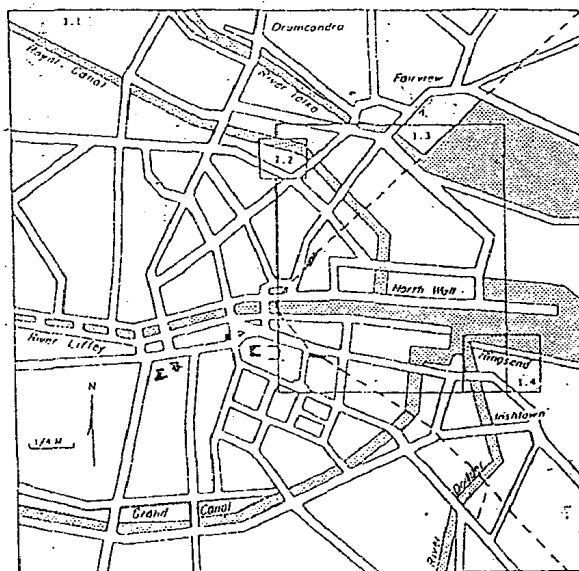 1.1
Drumcondra
Royal Canal
River Tolka
Fairview
1.3
1.2
North Wall
River Liffey
Ringsend
1.4
Irishtown
N
1/4 M
Grand Canal
River Dodder